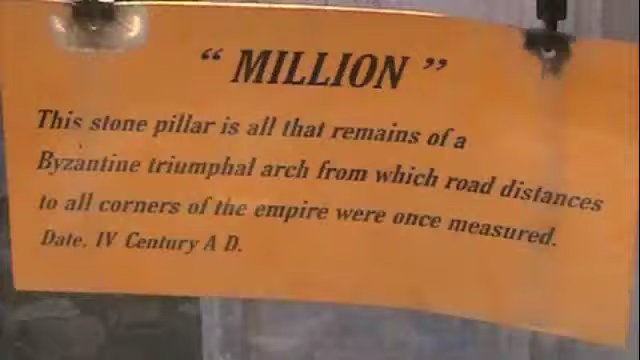 “ MILLION ”
This stone pillar is all that remains of a
Byzantine triumphal arch from which road distances
to all corners of the empire were once measured.
Date. IV Century A D.